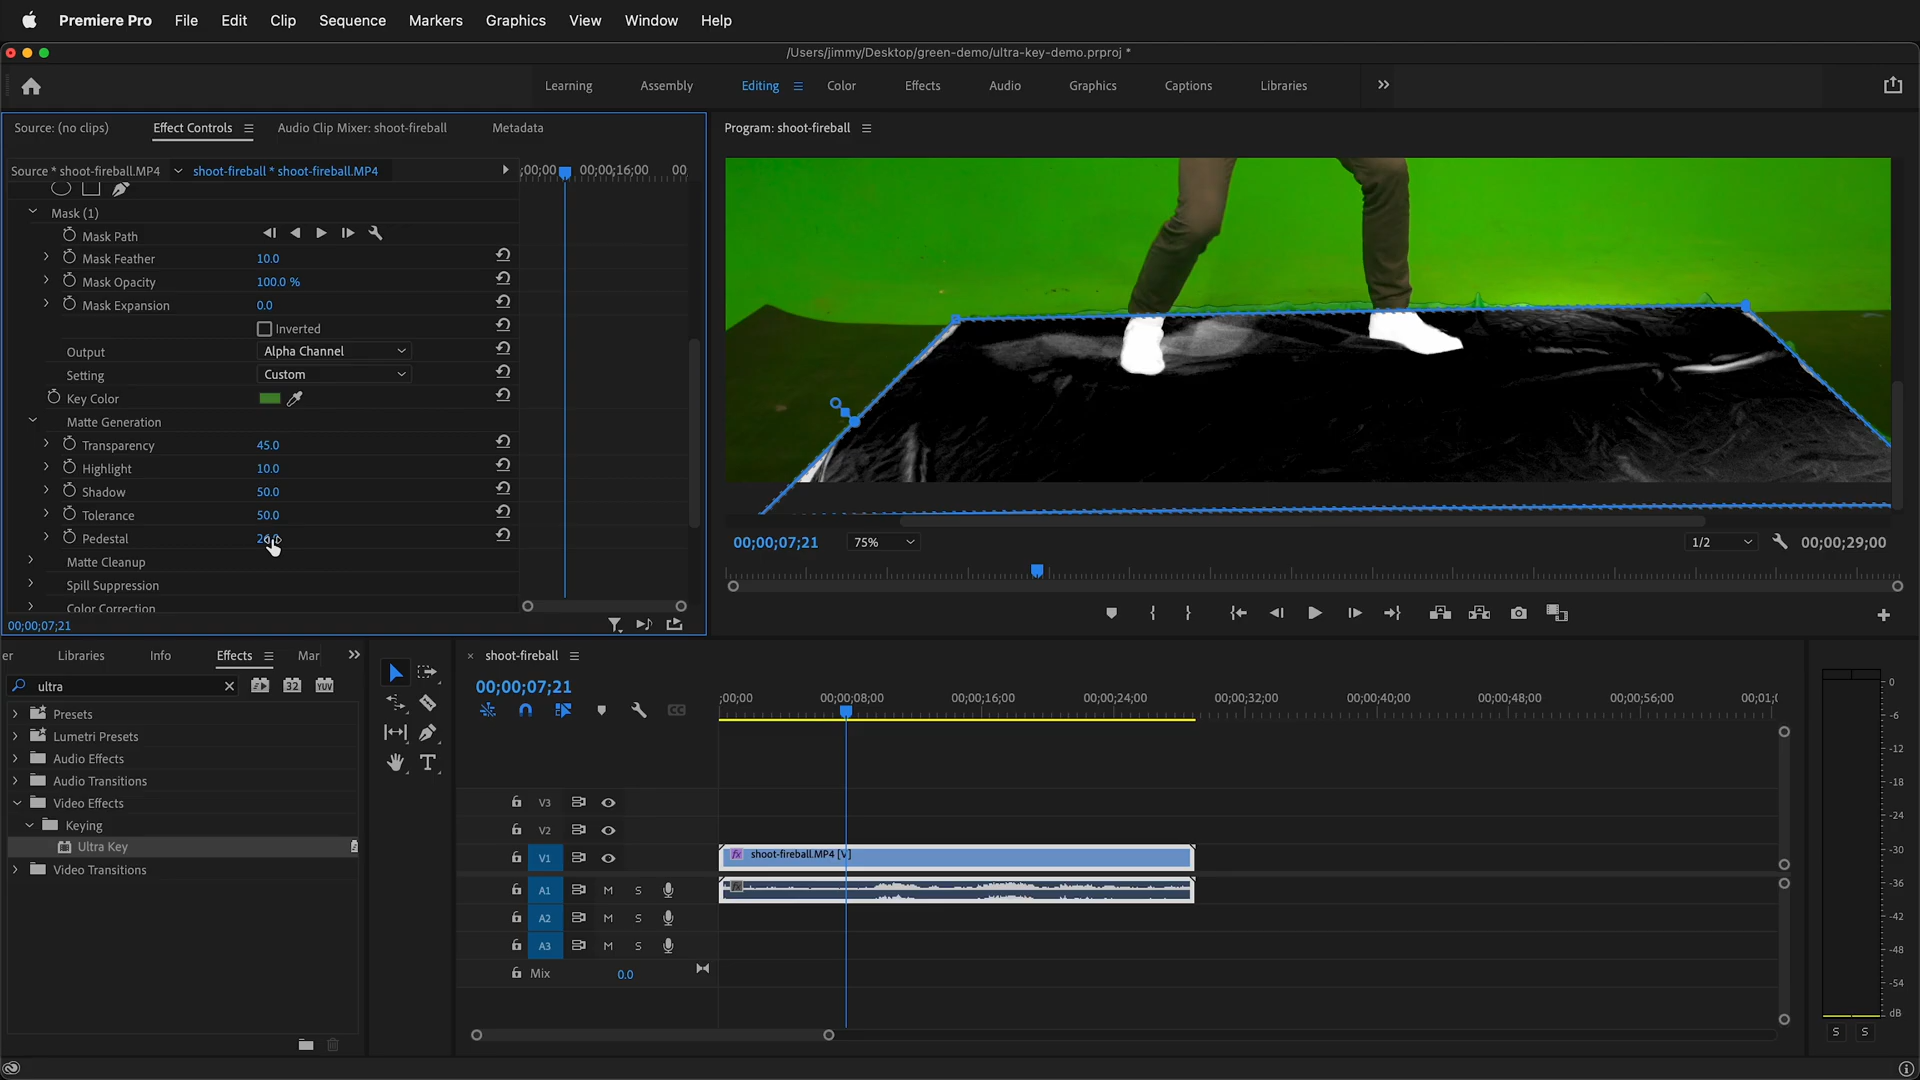 Premiere Pro File Edit Clip Sequence Markers Graphics View Window Help
/Users/jimmy/Desktop/green-demo/ultra-key-demo.prproj *
Learning Assembly Editing Color Effects Audio Graphics Captions Libraries
Source: (no clips) Effect Controls Audio Clip Mixer: shoot-fireball Metadata
Program: shoot-fireball
Source * shoot-fireball.MP4 shoot-fireball * shoot-fireball.MP4
;00;00 00;00;16;00 00
Mask (1)
Mask Path
Mask Feather 10.0
Mask Opacity 100.0 %
Mask Expansion 0.0
Inverted
Output Alpha Channel
Setting Custom
Key Color
Matte Generation
Transparency 45.0
Highlight 10.0
Shadow 50.0
Tolerance 50.0
Pedestal
Matte Cleanup
Spill Suppression
Color Correction
00;00;07;21
00;00;07;21 75% 1/2 00;00;29;00
er Libraries Info Effects Mar
ultra
32 YUV
Presets
Lumetri Presets
Audio Effects
Audio Transitions
Video Effects
Keying
Ultra Key
Video Transitions
× shoot-fireball
00;00;07;21
CC
;00;00 00;00;08;00 00;00;16;00 00;00;24;00 00;00;32;00 00;00;40;00 00;00;48;00 00;00;56;00 00;01;0
V3
V2
V1 fx shoot-fireball.MP4 [V]
A1 M S fx
A2 M S
A3 M S
Mix 0.0
0
-6
-12
-18
-24
-30
-36
-42
-48
-54
dB
S S